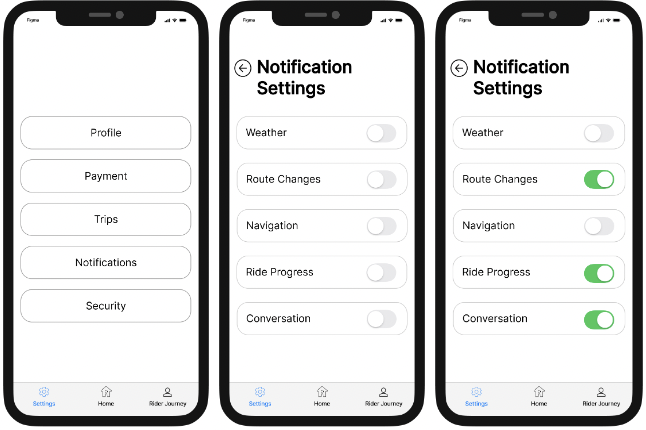 Figma
Profile
Payment
Trips
Notifications
Security
Settings
Home
Rider Journey
Figma
Notification
Settings
Weather
Route Changes
Navigation
Ride Progress
Conversation
Settings
Home
Rider Journey
Figma
Notification
Settings
Weather
Route Changes
Navigation
Ride Progress
Conversation
Settings
Home
Rider Journey